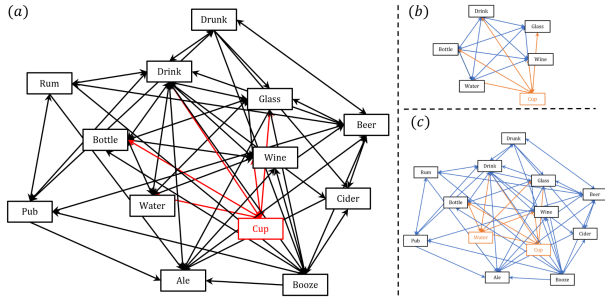 (a)
Drunk
Drink
Rum
Glass
Beer
Bottle
Wine
Water
Cider
Pub
Cup
Ale
Booze
(b)
Drink
Glass
Bottle
Wine
Water
Cup
(c)
Drunk
Drink
Rum
Glass
Beer
Bottle
Wine
Water
Cider
Pub
Cup
Ale
Booze